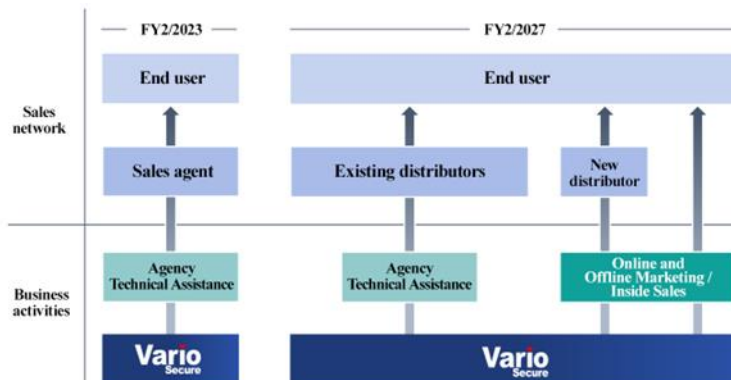 FY2/2023
FY2/2027
End user
End user
Sales
network
Sales agent
Existing distributors
New
distributor
Agency
Technical Assistance
Agency
Technical Assistance
Online and
Offline Marketing /
Inside Sales
Business
activities
Vario
Secure
Vario
Secure